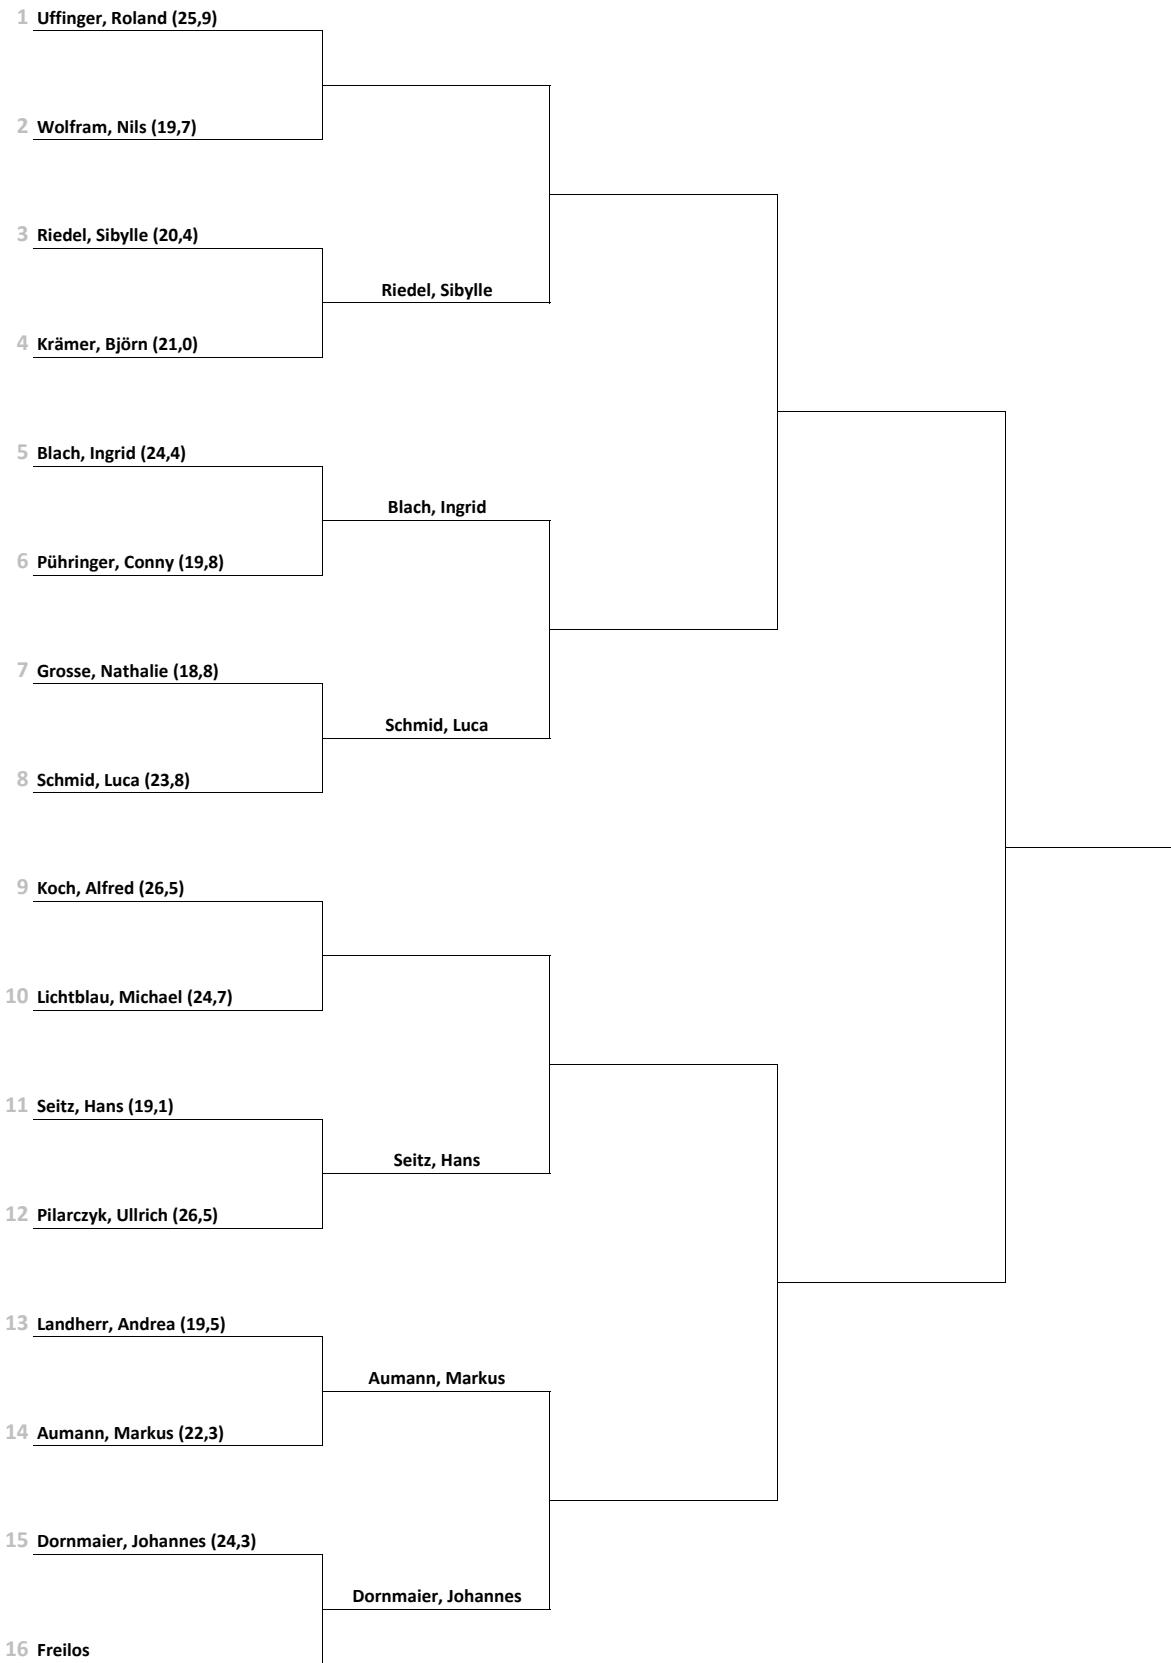 1 Uffinger, Roland (25,9)
2 Wolfram, Nils (19,7)
3 Riedel, Sibylle (20,4)
Riedel, Sibylle
4 Krämer, Björn (21,0)
5 Blach, Ingrid (24,4)
Blach, Ingrid
6 Pühringer, Conny (19,8)
7 Grosse, Nathalie (18,8)
Schmid, Luca
8 Schmid, Luca (23,8)
9 Koch, Alfred (26,5)
10 Lichtblau, Michael (24,7)
11 Seitz, Hans (19,1)
Seitz, Hans
12 Pilarczyk, Ullrich (26,5)
13 Landherr, Andrea (19,5)
Aumann, Markus
14 Aumann, Markus (22,3)
15 Dornmaier, Johannes (24,3)
Dornmaier, Johannes
16 Freilos